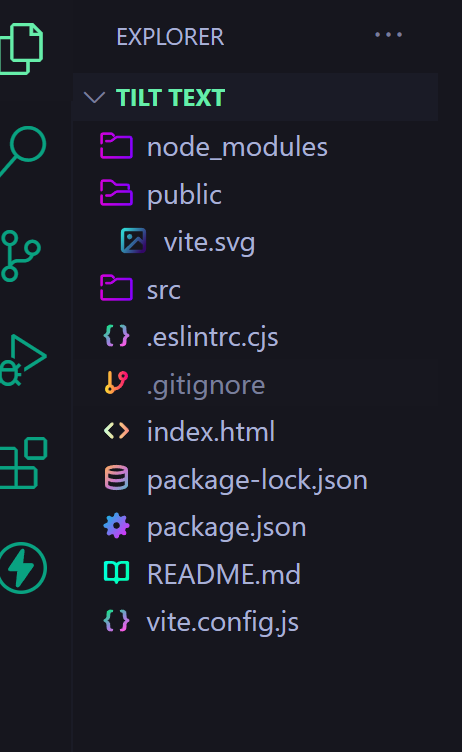 EXPLORER
TILT TEXT
node_modules
public
vite.svg
src
.eslintrc.cjs
.gitignore
index.html
package-lock.json
package.json
README.md
vite.config.js